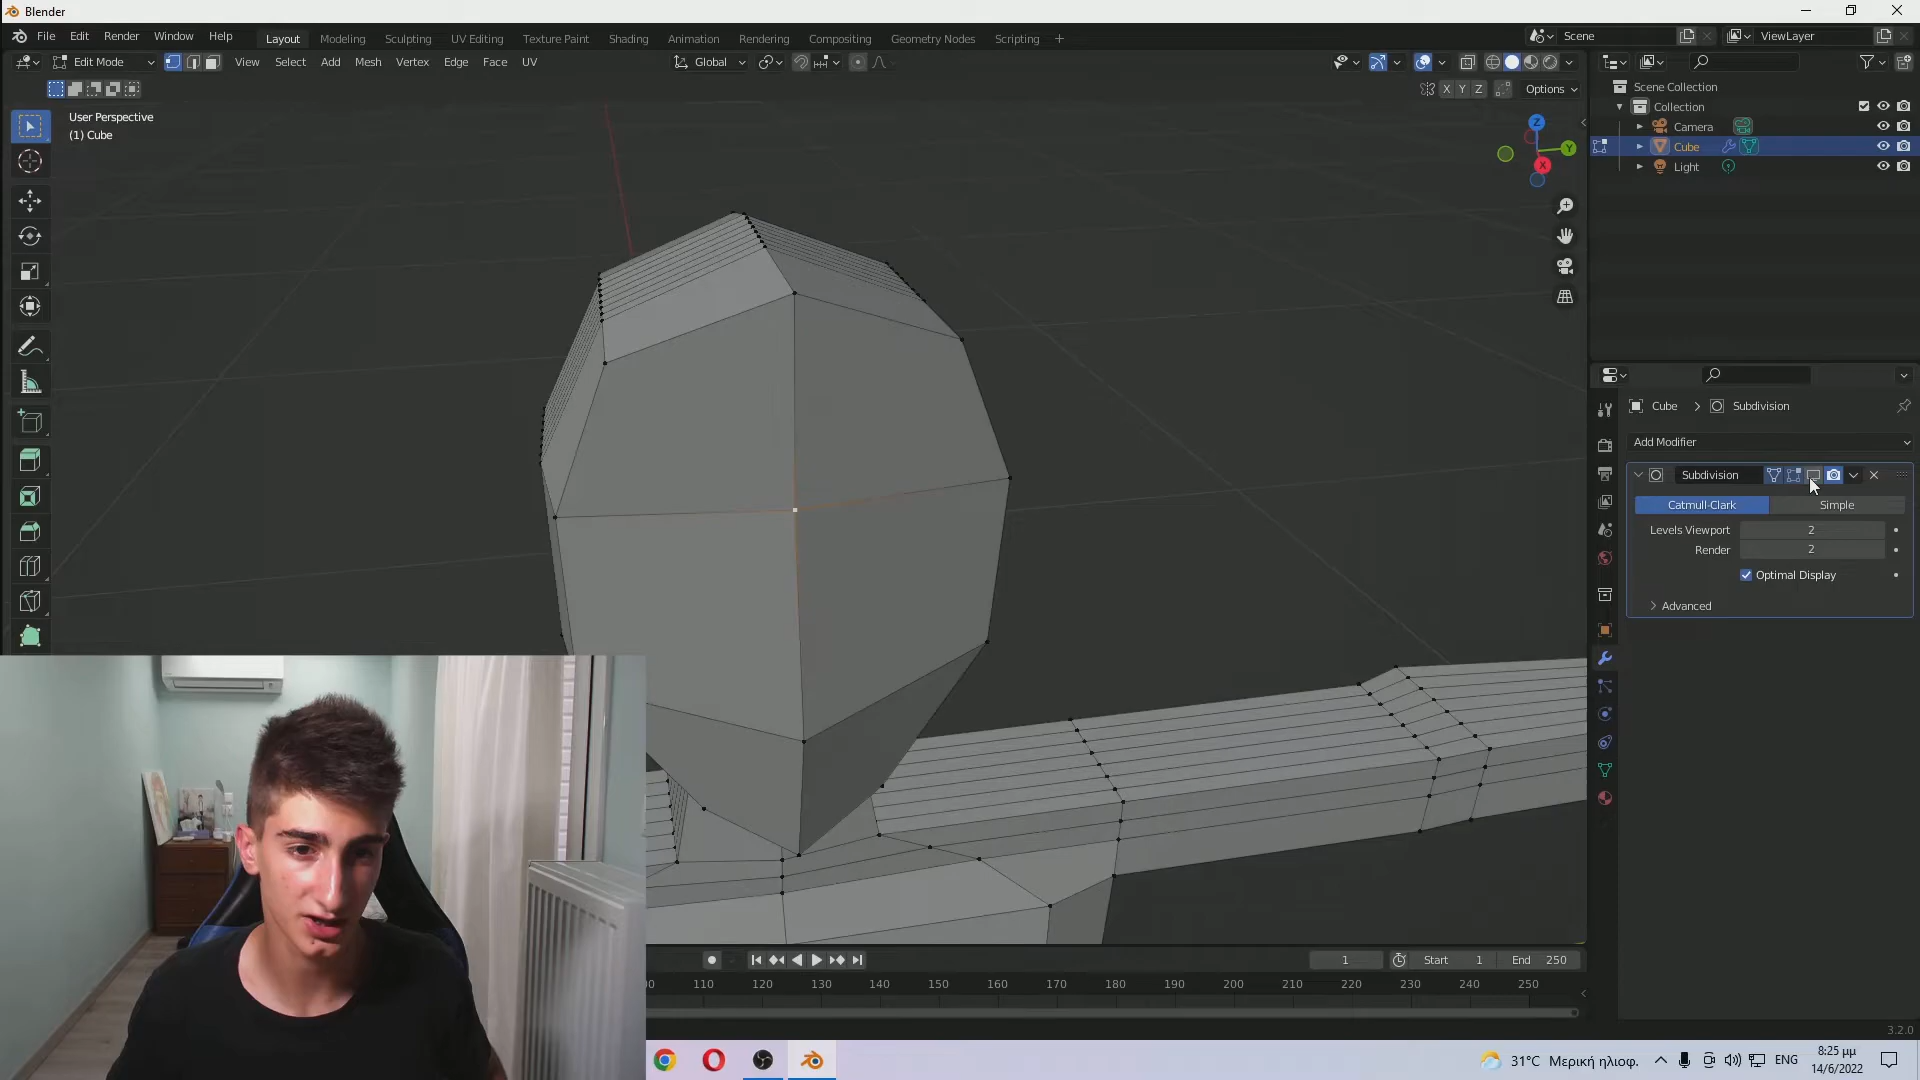 Blender
File Edit Render Window Help Layout Modeling Sculpting UV Editing Texture Paint Shading Animation Rendering Compositing Geometry Nodes Scripting + Scene ViewLayer
Edit Mode View Select Add Mesh Vertex Edge Face UV Global
X Y Z Options
User Perspective
(1) Cube
Z
Y
X
Scene Collection
Collection
Camera
Cube
Light
Cube > Subdivision
Add Modifier
Subdivision
Catmull-Clark Simple
Levels Viewport 2
Render 2
Optimal Display
Advanced
1 Start 1 End 250
110 120 130 140 150 160 170 180 190 200 210 220 230 240 250
3.2.0
31°C Μερική ηλιοφ. ENG 8:25 μμ
14/6/2022